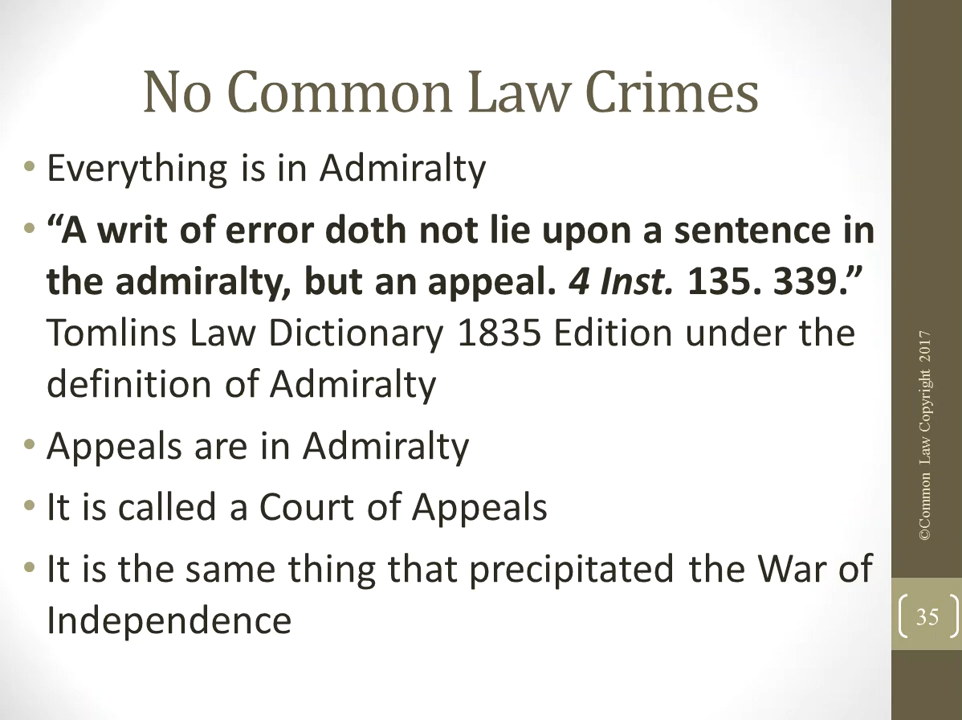 No Common Law Crimes
• Everything is in Admiralty
• “A writ of error doth not lie upon a sentence in
the admiralty, but an appeal. 4 Inst. 135. 339.”
Tomlins Law Dictionary 1835 Edition under the
definition of Admiralty
• Appeals are in Admiralty
• It is called a Court of Appeals
• It is the same thing that precipitated the War of
Independence
©Common Law Copyright 2017
35